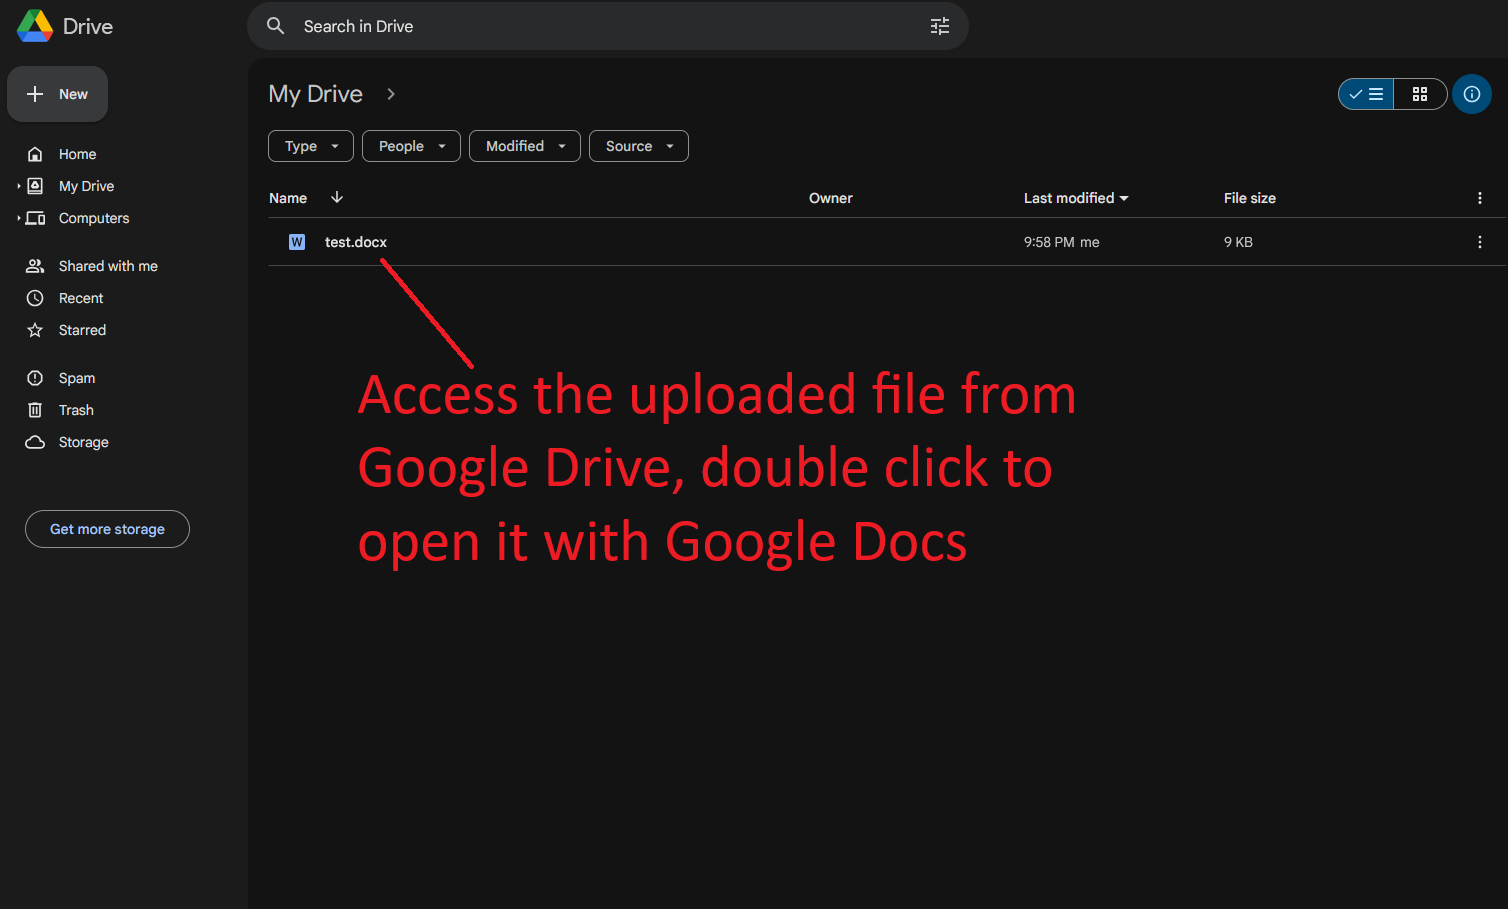 Drive
Search in Drive
New
Home
My Drive
Computers
Shared with me
Recent
Starred
Spam
Trash
Storage
Get more storage
My Drive
Type People Modified Source
Name Owner Last modified File size
W test.docx 9:58 PM me 9 KB
Access the uploaded file from
Google Drive, double click to
open it with Google Docs